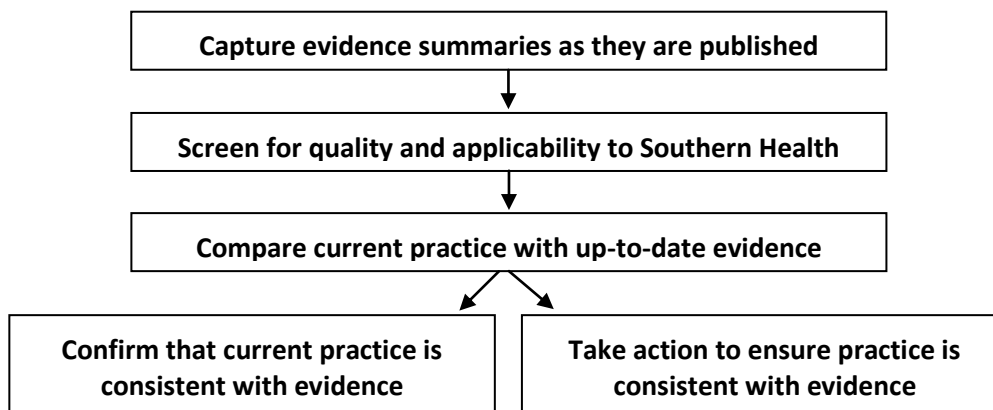 Capture evidence summaries as they are published
Screen for quality and applicability to Southern Health
Compare current practice with up-to-date evidence
Confirm that current practice is
consistent with evidence
Take action to ensure practice is
consistent with evidence